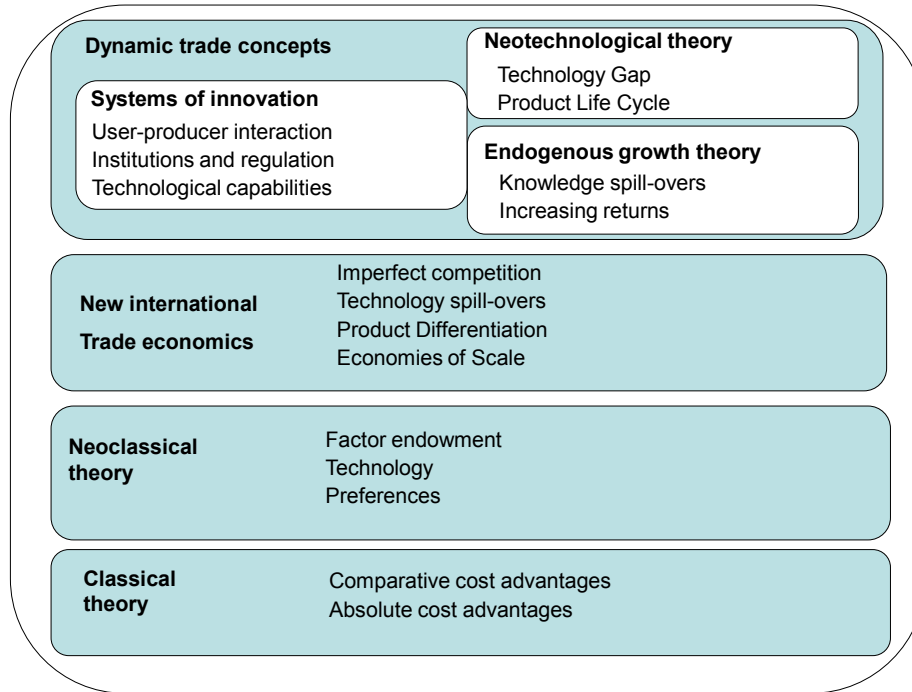 Dynamic trade concepts
Systems of innovation
User-producer interaction
Institutions and regulation
Technological capabilities
Neotechnological theory
Technology Gap
Product Life Cycle
Endogenous growth theory
Knowledge spill-overs
Increasing returns
New international
Trade economics
Imperfect competition
Technology spill-overs
Product Differentiation
Economies of Scale
Neoclassical
theory
Factor endowment
Technology
Preferences
Classical
theory
Comparative cost advantages
Absolute cost advantages